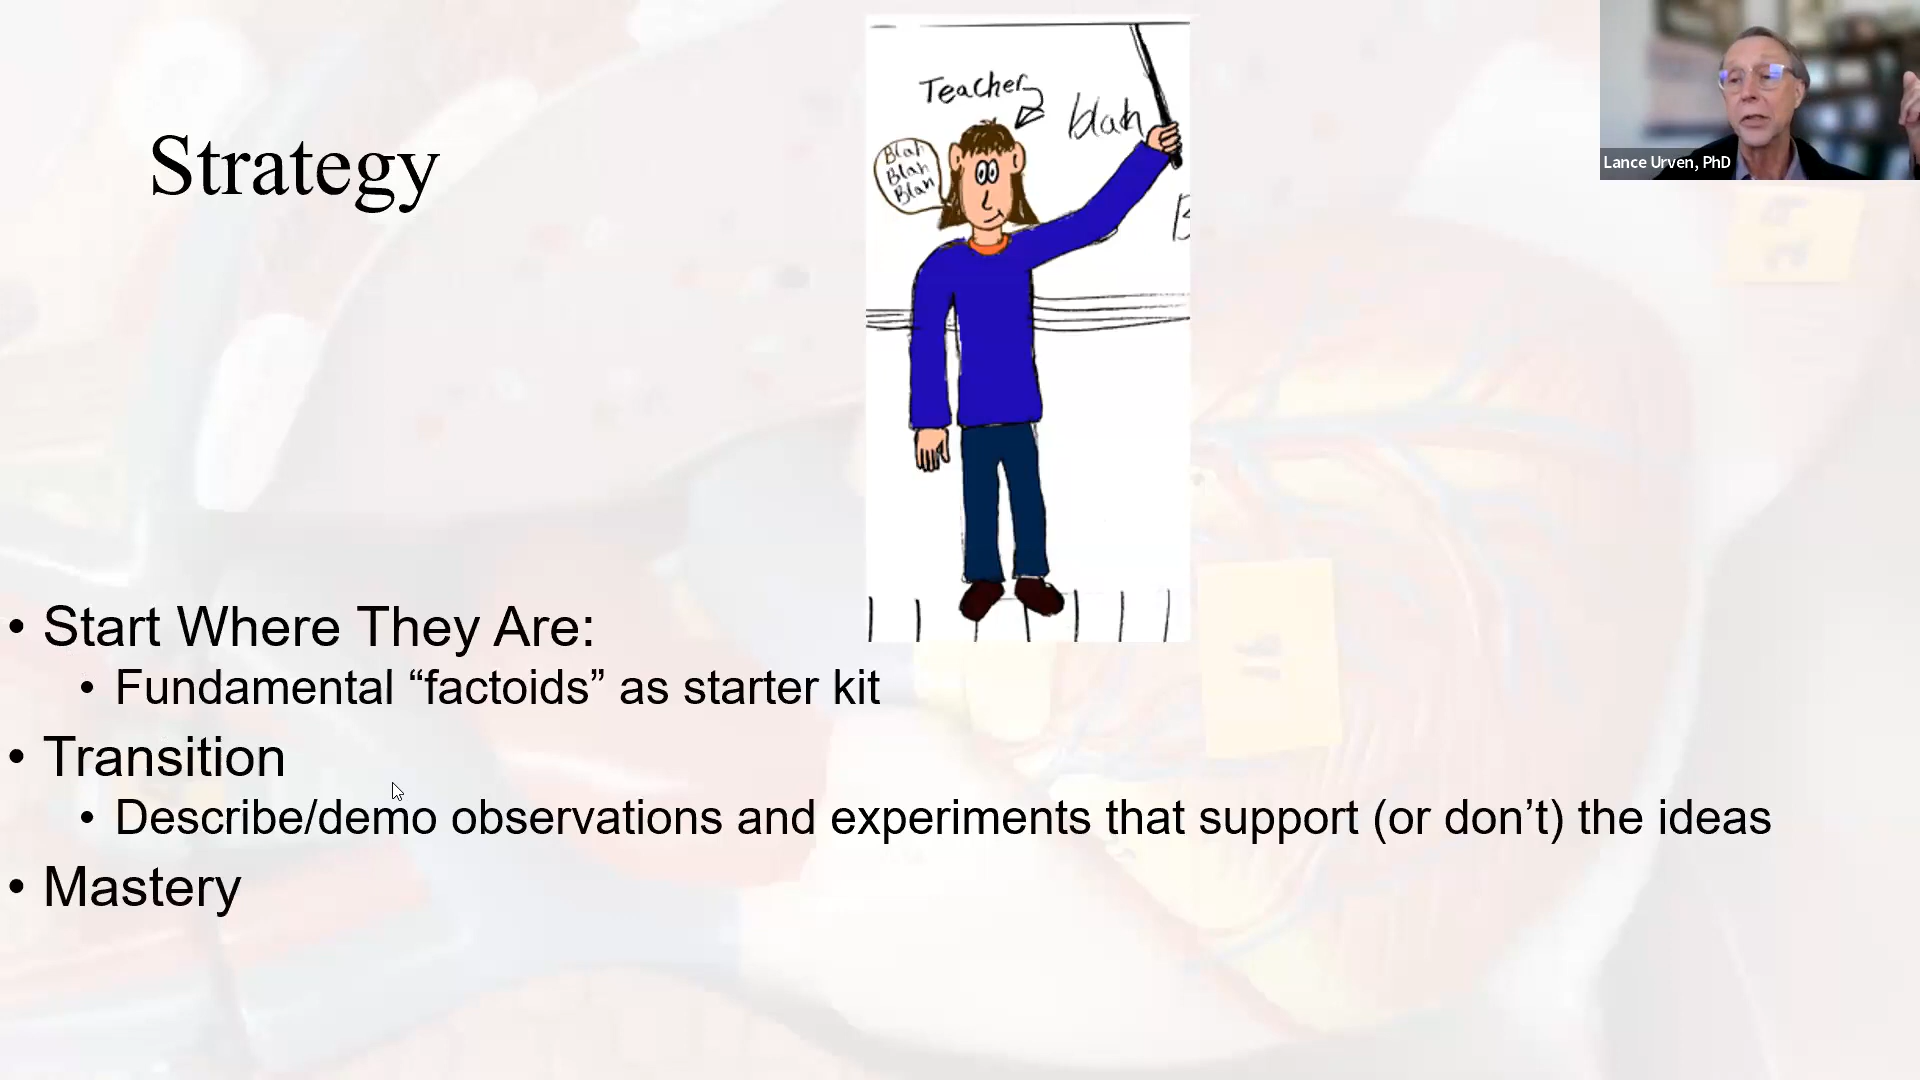 Strategy
Teacher
blah
Blah
Blah
Blah
B
Lance Urven, PhD
• Start Where They Are:
• Fundamental “factoids” as starter kit
• Transition
• Describe/demo observations and experiments that support (or don’t) the ideas
• Mastery